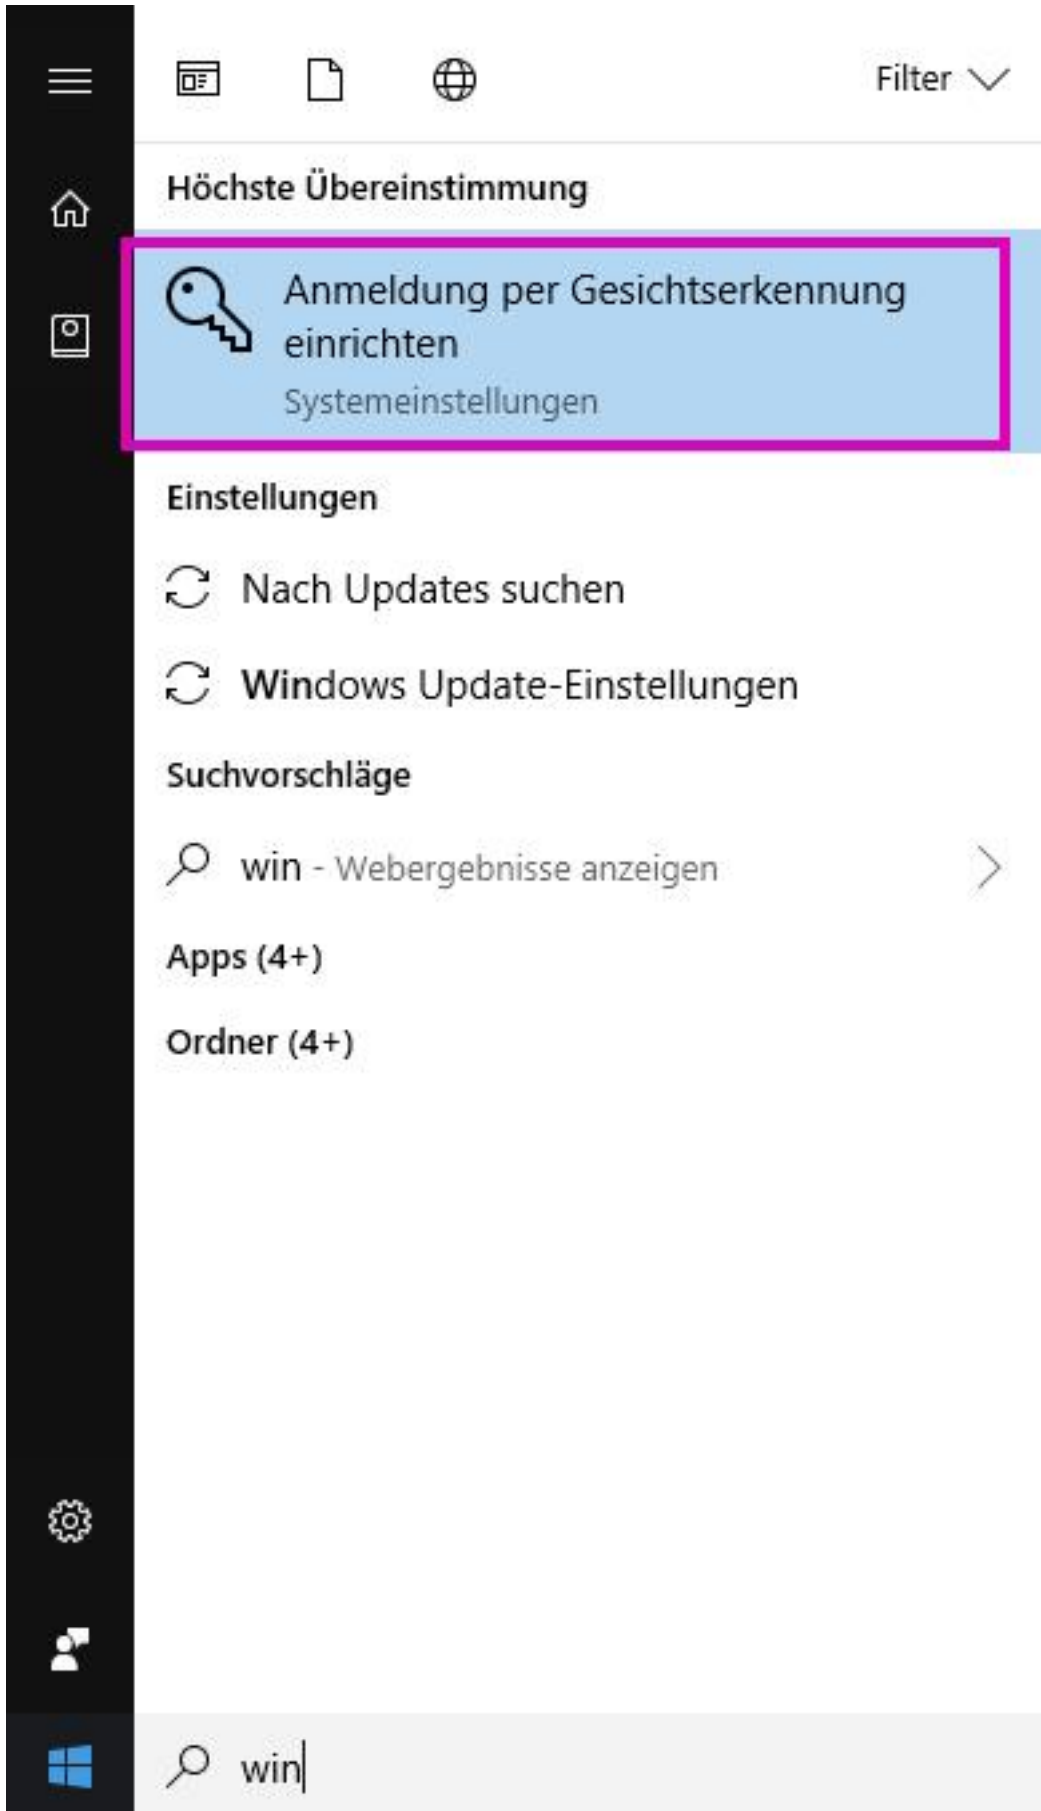 Filter
Höchste Übereinstimmung
Anmeldung per Gesichtserkennung
einrichten
Systemeinstellungen
Einstellungen
Nach Updates suchen
Windows Update-Einstellungen
Suchvorschläge
win - Webergebnisse anzeigen
Apps (4+)
Ordner (4+)
win